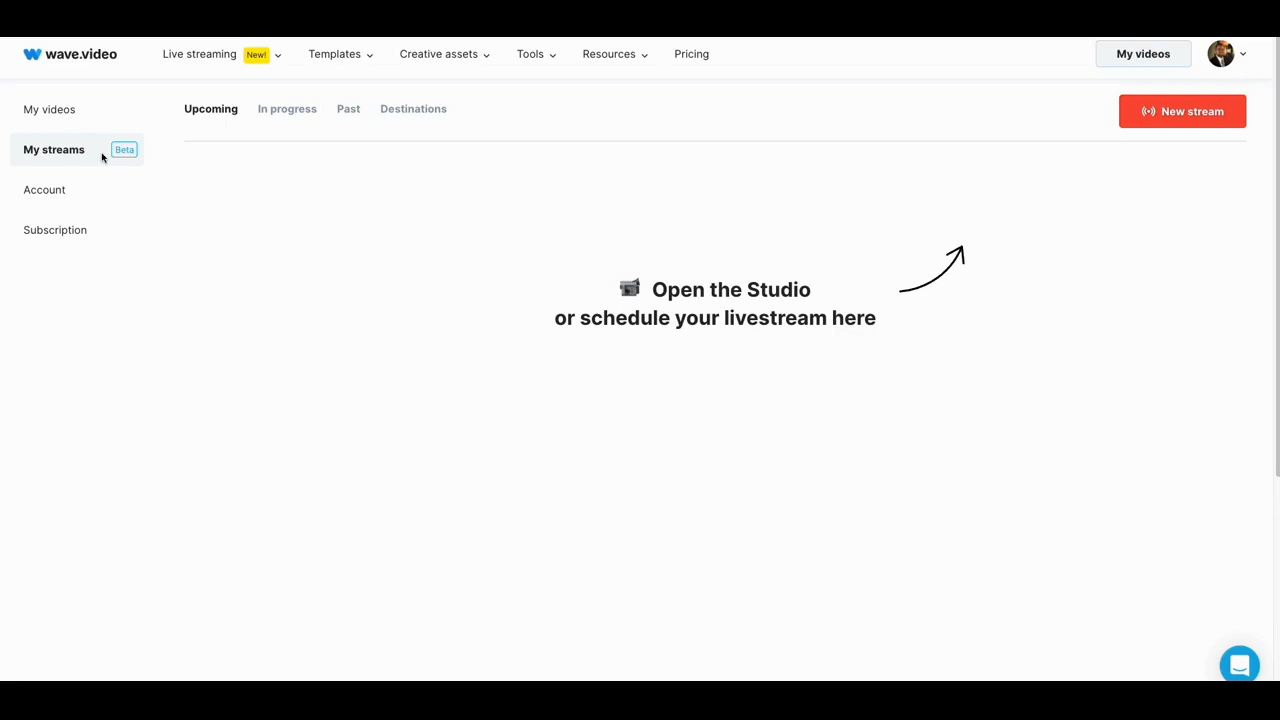 wave.video
Live streaming New! Templates Creative assets Tools Resources Pricing My videos
My videos
My streams Beta
Account
Subscription
Upcoming In progress Past Destinations
New stream
Open the Studio
or schedule your livestream here